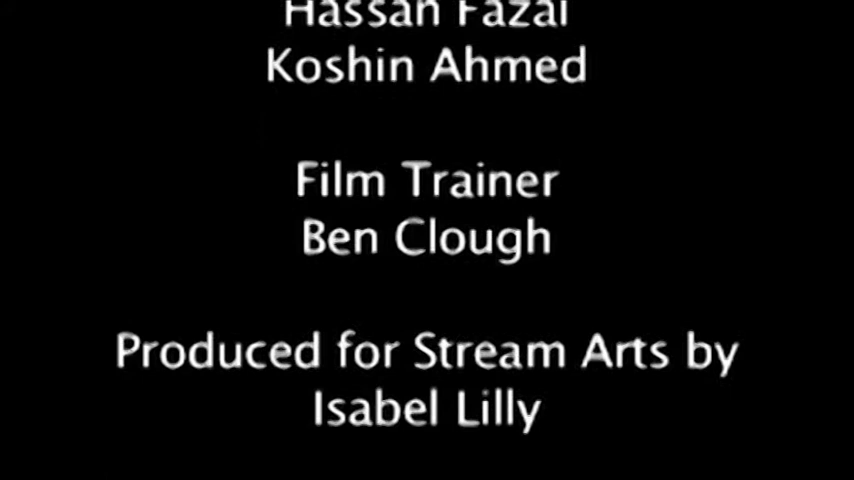 Hassan Fazal
Koshin Ahmed
Film Trainer
Ben Clough
Produced for Stream Arts by
Isabel Lilly